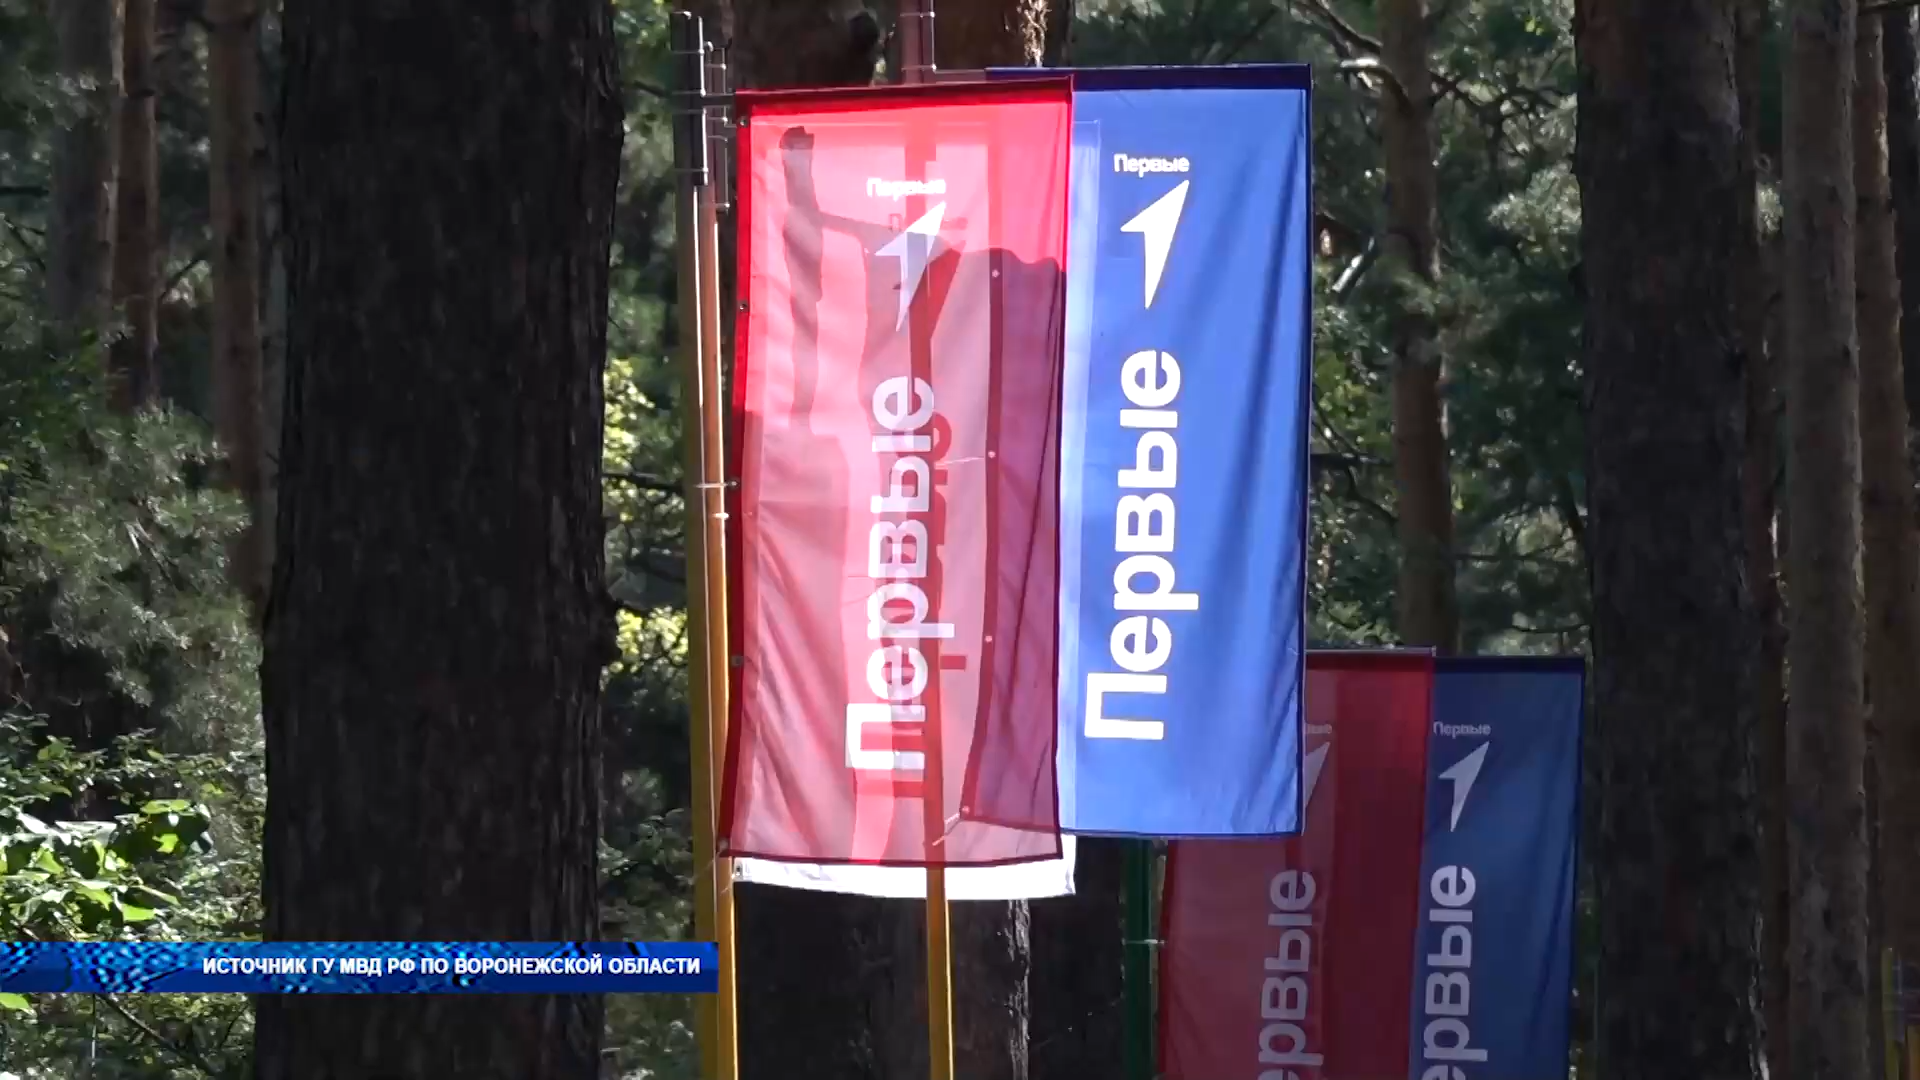 Первые
Первые
Первые
Первые
Первые
Первые
ИСТОЧНИК ГУ МВД РФ ПО ВОРОНЕЖСКОЙ ОБЛАСТИ